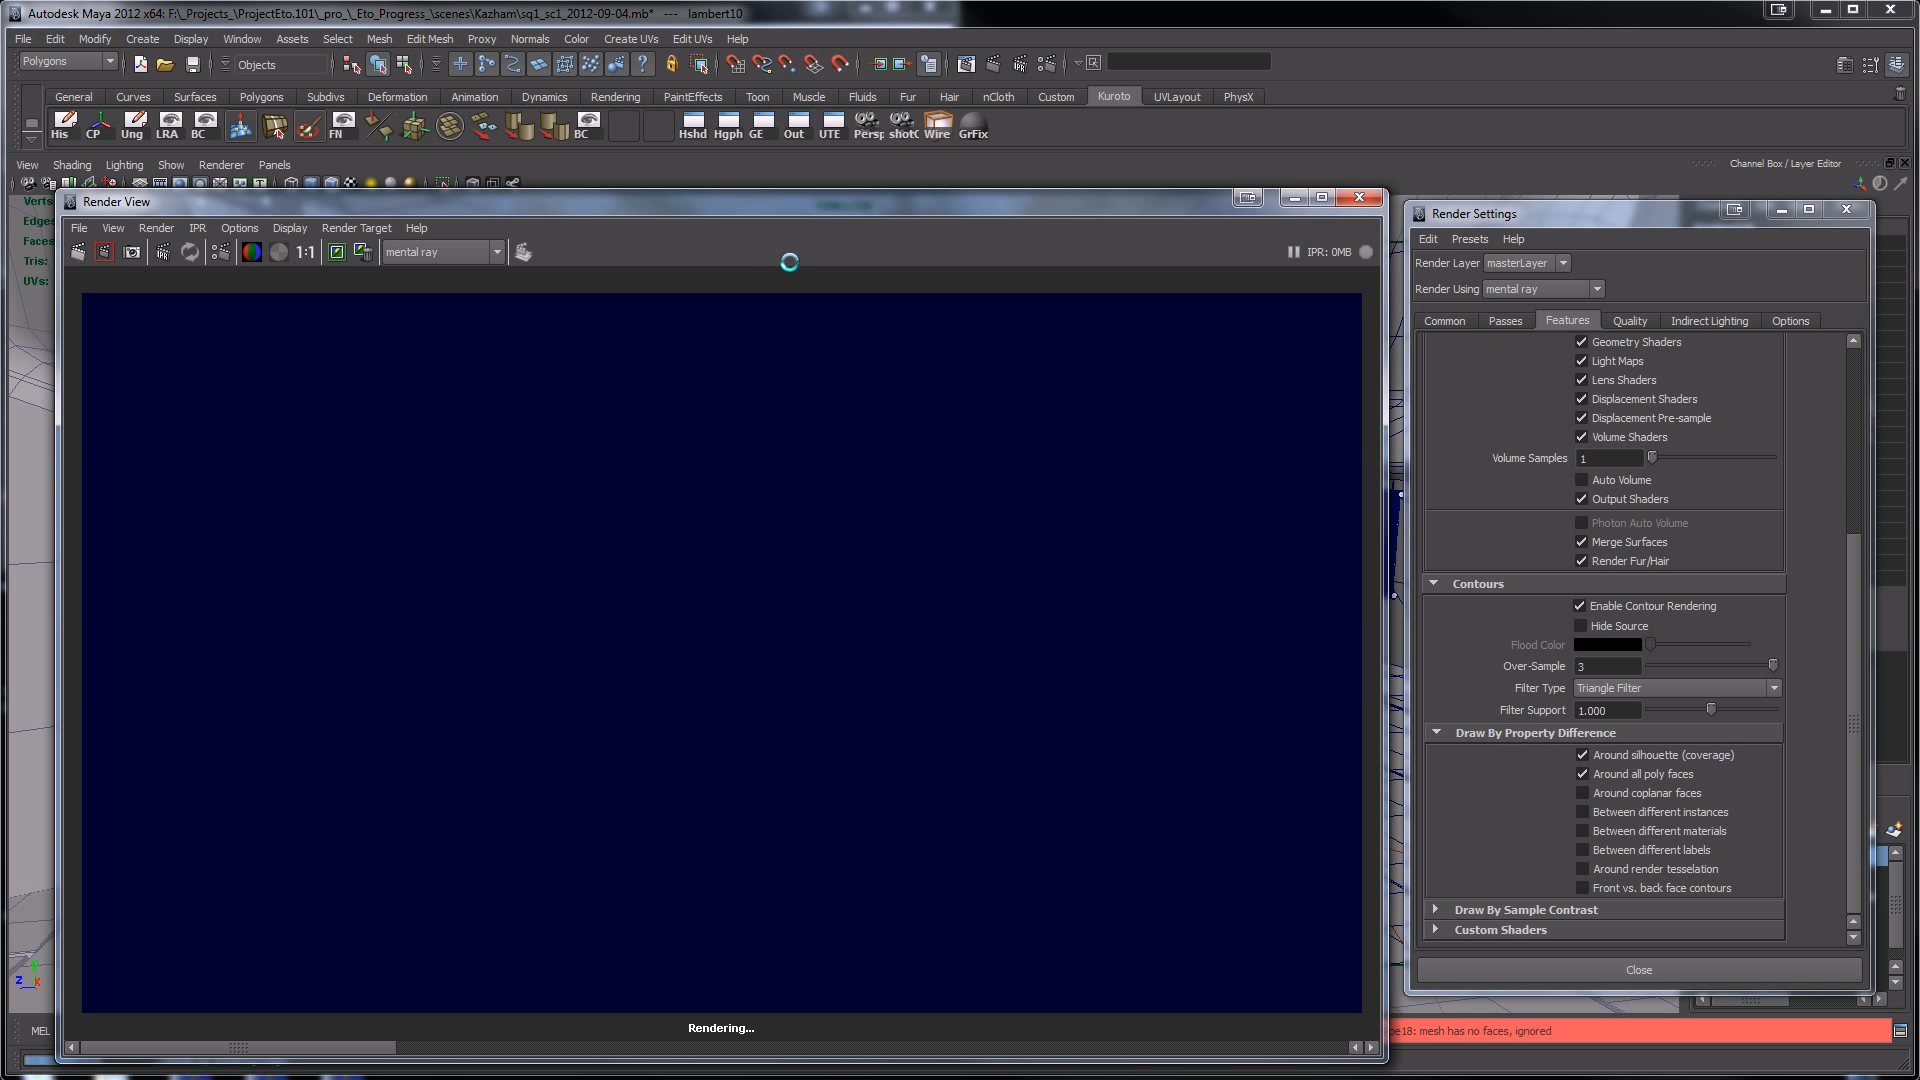 Autodesk Maya 2012 x64: F:\_Projects_\ProjectEto.101\_pro_\_Eto_Progress_\scenes\Kazham\sq1_sc1_2012-09-04.mb* --- lambert10
File Edit Modify Create Display Window Assets Select Mesh Edit Mesh Proxy Normals Color Create UVs Edit UVs Help
Polygons Objects
General Curves Surfaces Polygons Subdivs Deformation Animation Dynamics Rendering PaintEffects Toon Muscle Fluids Fur Hair nCloth Custom Kuroto UVLayout PhysX
His CP Ung LRA BC FN BC Hshd Hgph GE Out UTE Persp shotC Wire GrFix
View Shading Lighting Show Renderer Panels
Channel Box / Layer Editor
Verts
Edges
Faces
Tris:
UVs:
Render View
File View Render IPR Options Display Render Target Help
1:1 mental ray IPR: 0MB
Rendering...
Render Settings
Edit Presets Help
Render Layer masterLayer
Render Using mental ray
Common Passes Features Quality Indirect Lighting Options
Geometry Shaders
Light Maps
Lens Shaders
Displacement Shaders
Displacement Pre-sample
Volume Shaders
Volume Samples 1
Auto Volume
Output Shaders
Photon Auto Volume
Merge Surfaces
Render Fur/Hair
Contours
Enable Contour Rendering
Hide Source
Flood Color
Over-Sample 3
Filter Type Triangle Filter
Filter Support 1.000
Draw By Property Difference
Around silhouette (coverage)
Around all poly faces
Around coplanar faces
Between different instances
Between different materials
Between different labels
Around render tesselation
Front vs. back face contours
Draw By Sample Contrast
Custom Shaders
Close
z y x
MEL
e18: mesh has no faces, ignored